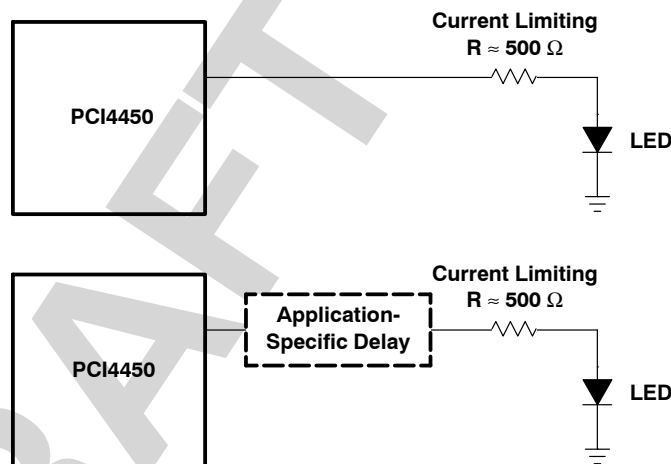 Current Limiting
R ≈ 500 Ω
PCI4450
LED
Current Limiting
R ≈ 500 Ω
Application-
Specific Delay
PCI4450
LED